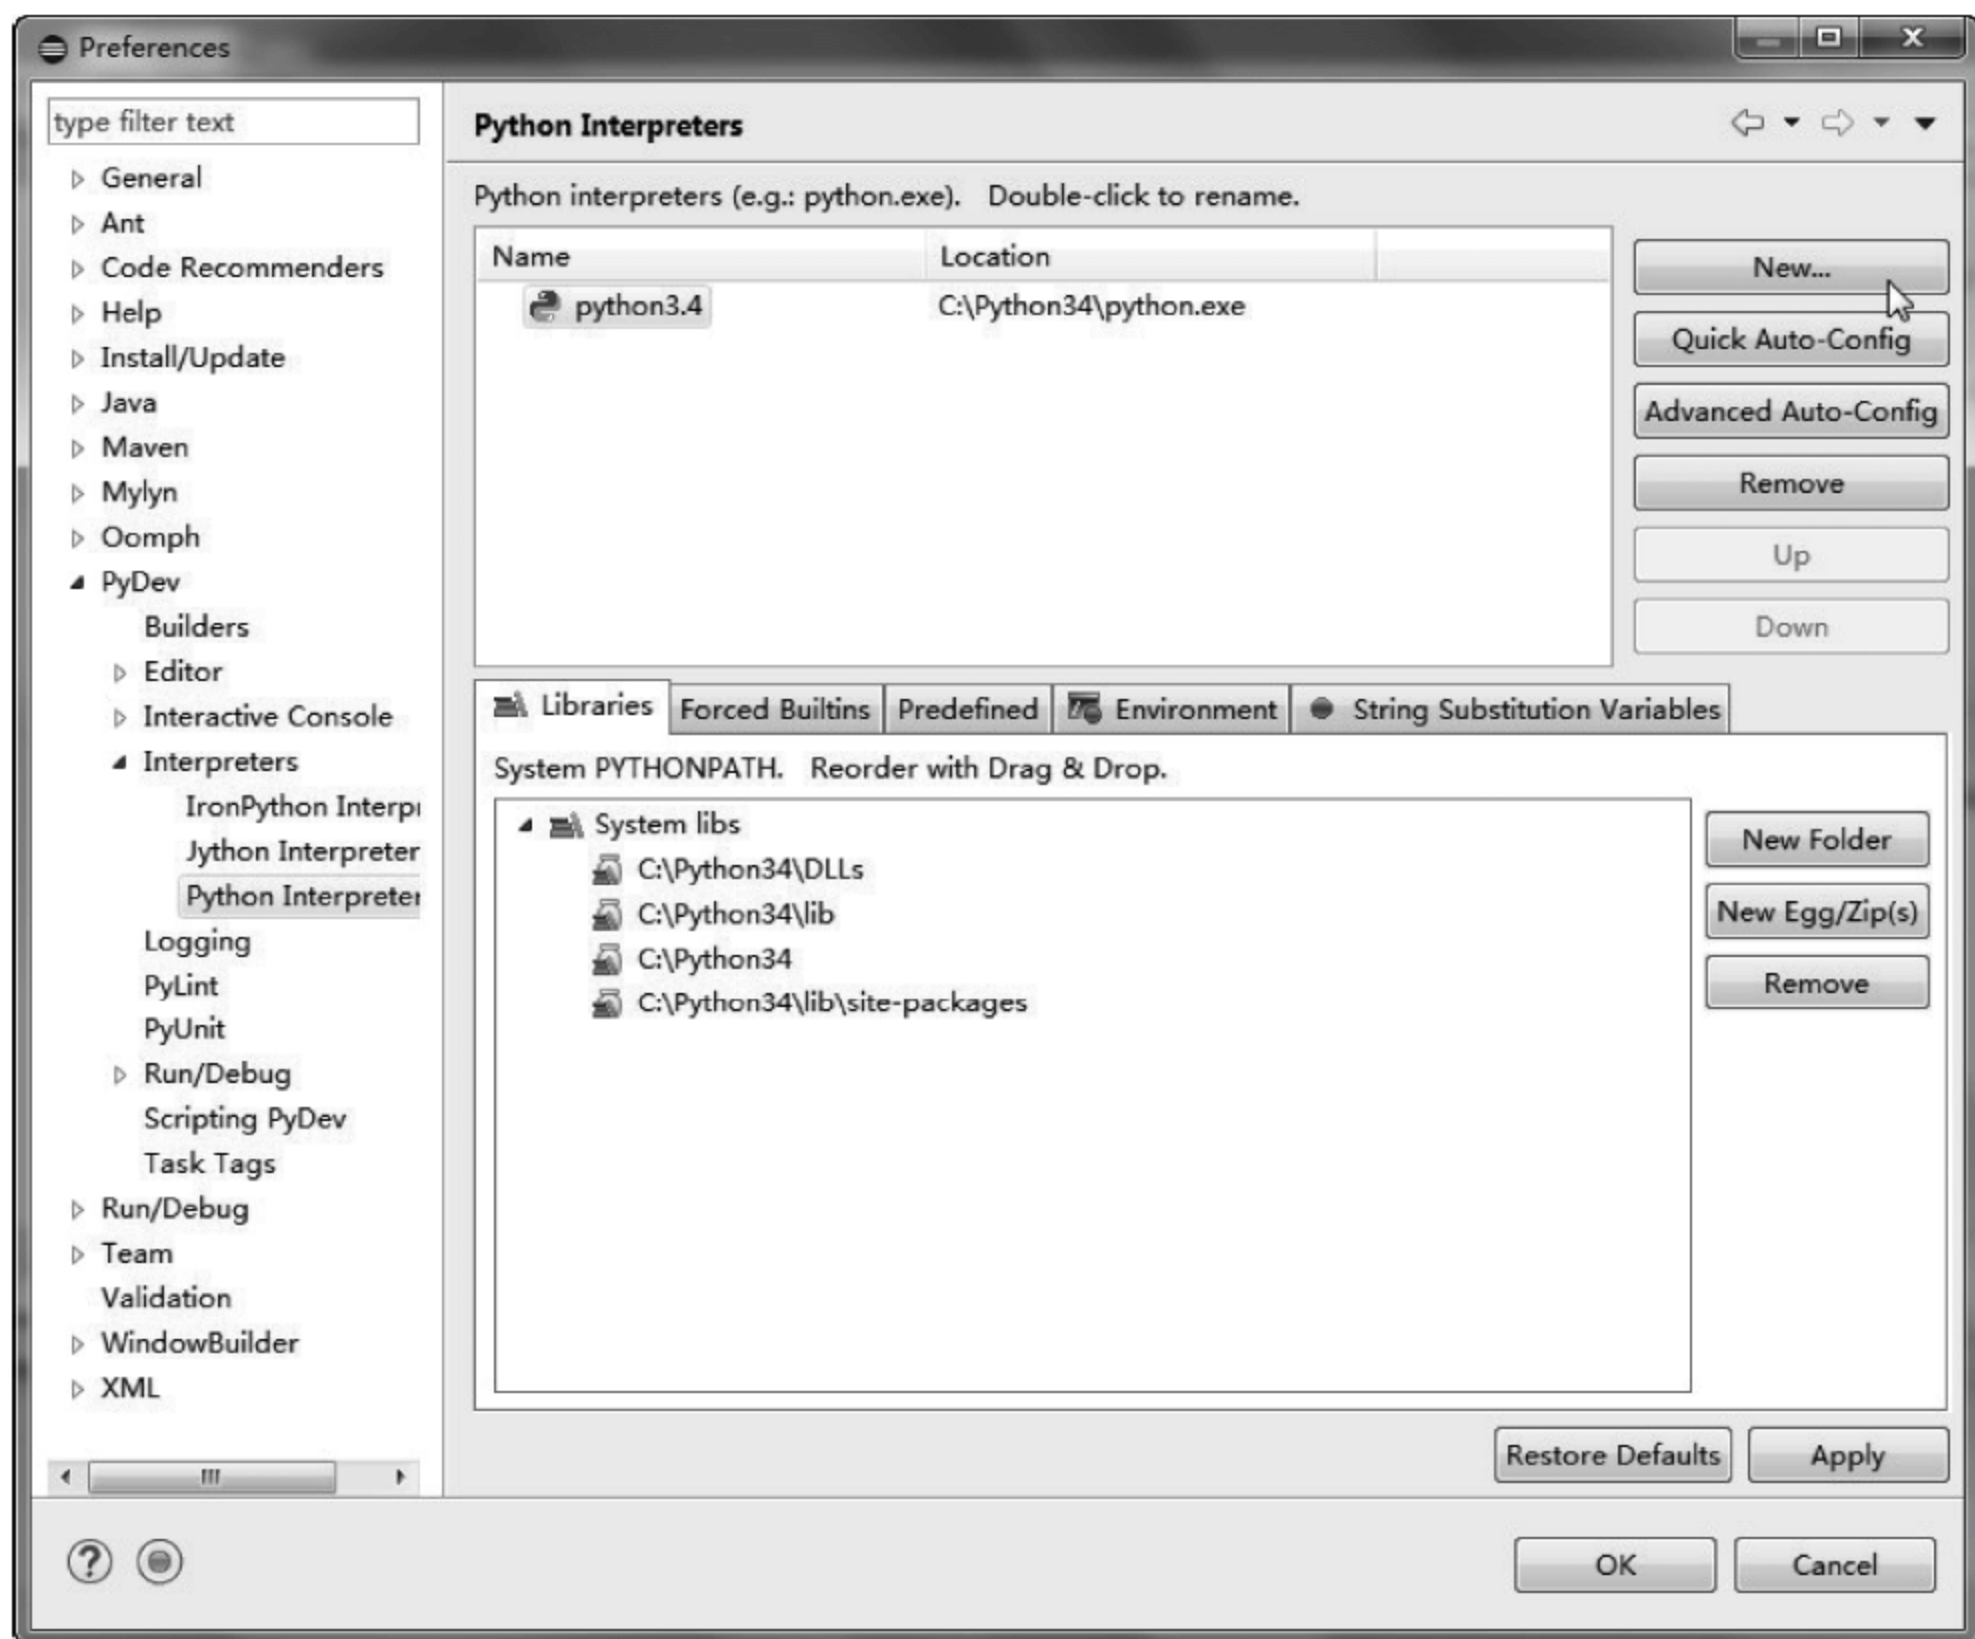 Preferences
type filter text
General
Ant
Code Recommenders
Help
Install/Update
Java
Maven
Mylyn
Oomph
PyDev
Builders
Editor
Interactive Console
Interpreters
IronPython Interp
Jython Interpreter
Python Interpreter
Logging
PyLint
PyUnit
Run/Debug
Scripting PyDev
Task Tags
Run/Debug
Team
Validation
WindowBuilder
XML
Python Interpreters
Python interpreters (e.g.: python.exe).   Double-click to rename.
Name Location
python3.4 C:\Python34\python.exe
New...
Quick Auto-Config
Advanced Auto-Config
Remove
Up
Down
Libraries Forced Builtins Predefined Environment String Substitution Variables
System PYTHONPATH.   Reorder with Drag & Drop.
System libs
C:\Python34\DLLs
C:\Python34\lib
C:\Python34
C:\Python34\lib\site-packages
New Folder
New Egg/Zip(s)
Remove
Restore Defaults Apply
OK Cancel